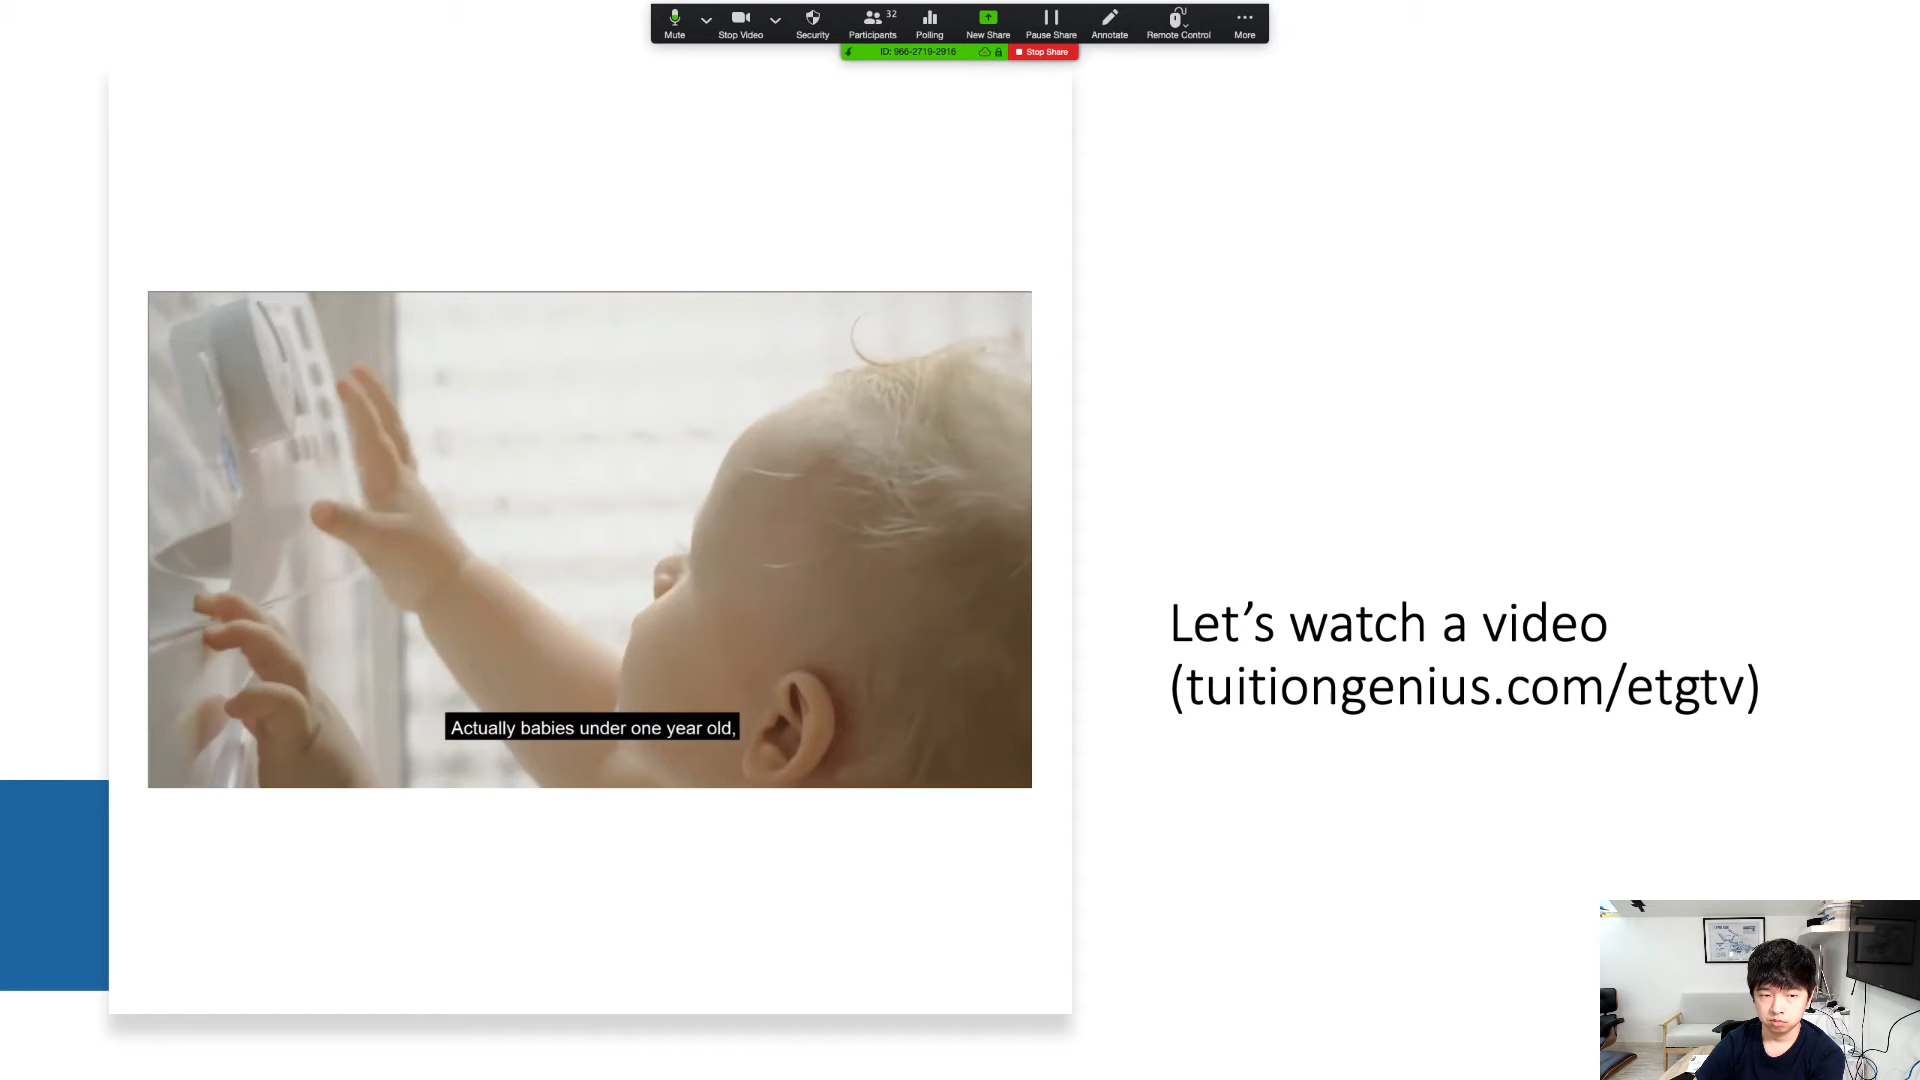 Mute
Stop Video
Security
Participants
32
Polling
New Share
Pause Share
Annotate
Remote Control
More
ID: 966-2719-2916
Stop Share
Actually babies under one year old,
Let’s watch a video
(tuitiongenius.com/etgtv)